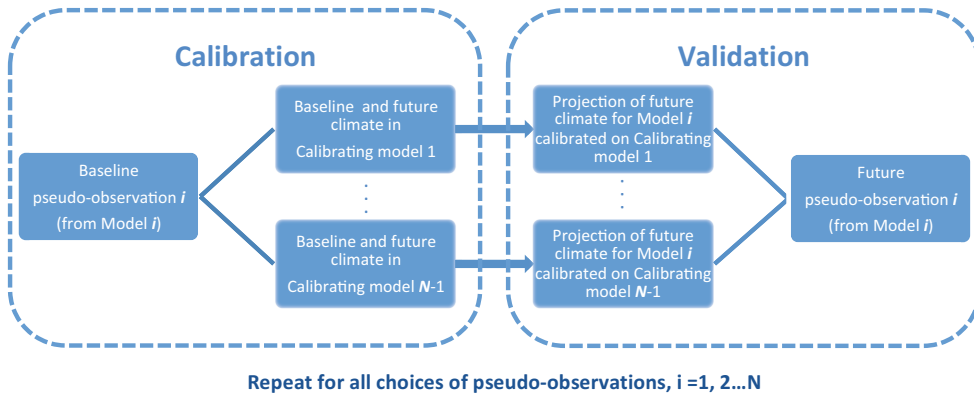 Calibration
Baseline
pseudo-observation i
(from Model i)
Baseline and future
climate in
Calibrating model 1
. . .
Baseline and future
climate in
Calibrating model N-1
Validation
Projection of future
climate for Model i
calibrated on Calibrating
model 1
. . .
Projection of future
climate for Model i
calibrated on Calibrating
model N-1
Future
pseudo-observation i
(from Model i)
Repeat for all choices of pseudo-observations, i =1, 2...N